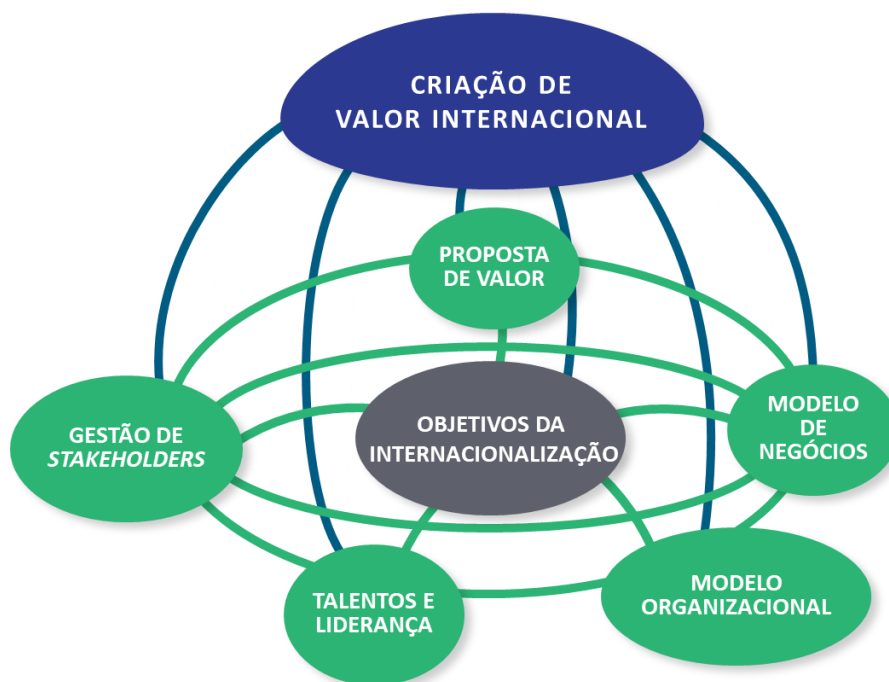 CRIAÇÃO DE
VALOR INTERNACIONAL
PROPOSTA
DE VALOR
OBJETIVOS DA
INTERNACIONALIZAÇÃO
GESTÃO DE
STAKEHOLDERS
MODELO
DE
NEGÓCIOS
TALENTOS E
LIDERANÇA
MODELO
ORGANIZACIONAL